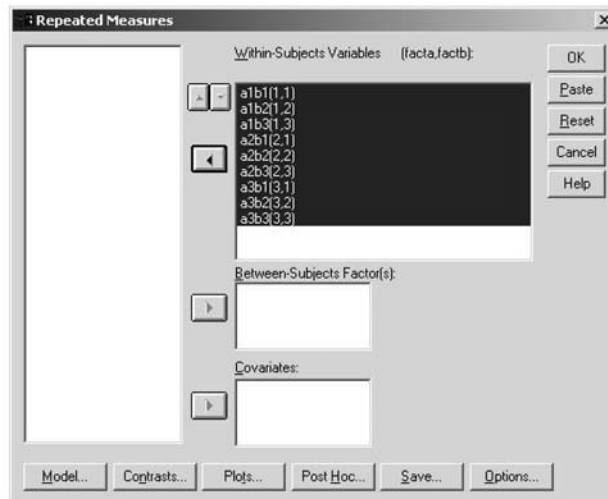 Repeated Measures
Within-Subjects Variables (facta,factb):
a1b1(1,1)
a1b2(1,2)
a1b3(1,3)
a2b1(2,1)
a2b2(2,2)
a2b3(2,3)
a3b1(3,1)
a3b2(3,2)
a3b3(3,3)
OK
Paste
Reset
Cancel
Help
Between-Subjects Factor(s):
Covariates:
Model... Contrasts... Plots... Post Hoc... Save... Options...